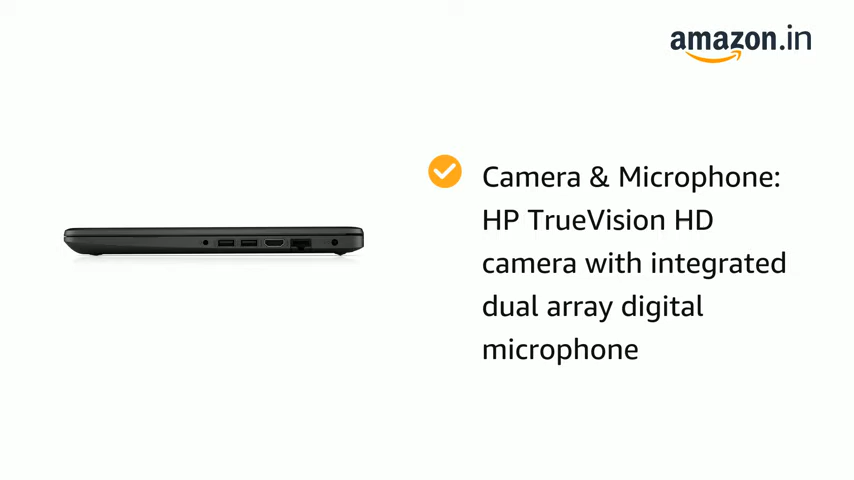 amazon.in
Camera & Microphone:
HP TrueVision HD
camera with integrated
dual array digital
microphone